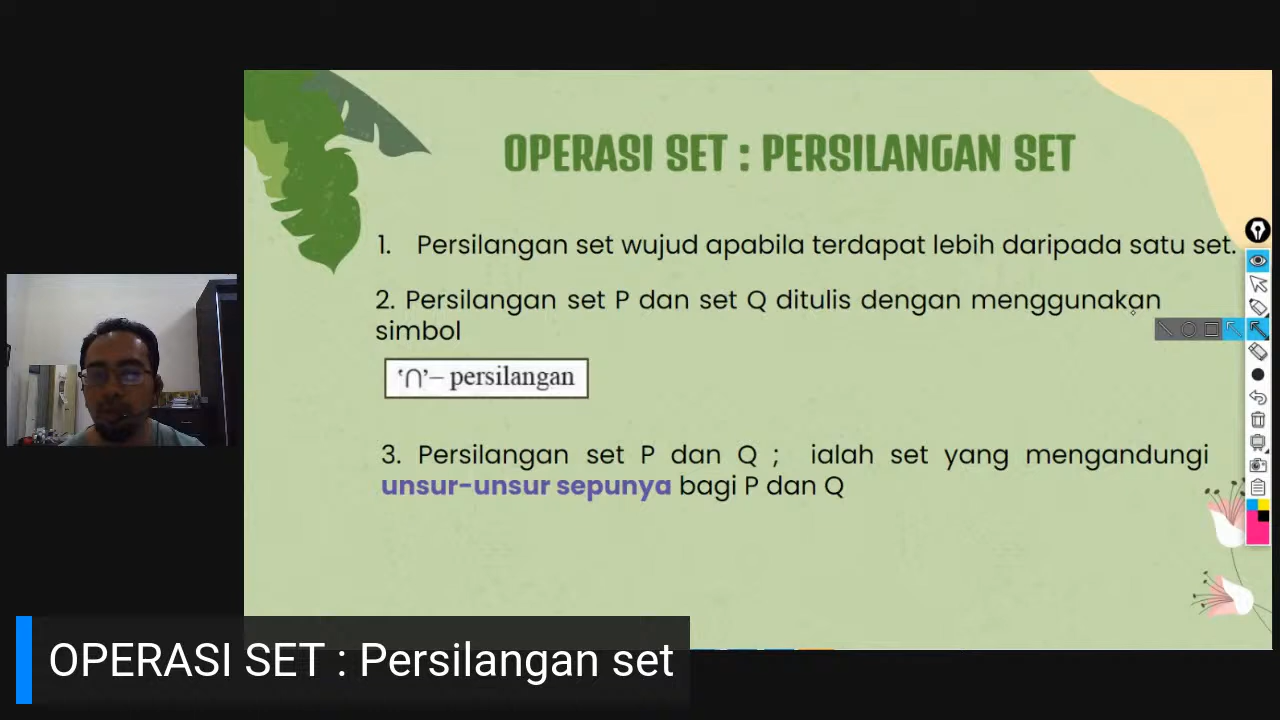 OPERASI SET : PERSILANGAN SET
1. Persilangan set wujud apabila terdapat lebih daripada satu set.
2. Persilangan set P dan set Q ditulis dengan menggunakan
simbol
‘∩’– persilangan
3. Persilangan set P dan Q ; ialah set yang mengandungi
unsur-unsur sepunya bagi P dan Q
OPERASI SET : Persilangan set